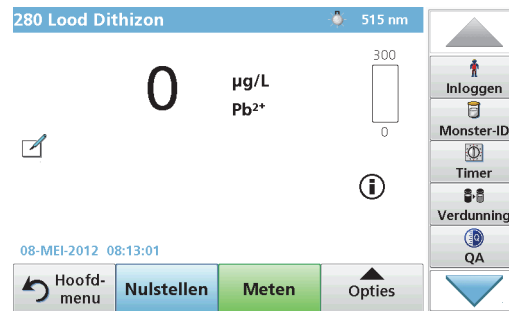 280 Lood Dithizon
515 nm
300
0
µg/L
Pb²⁺
0
i
08-MEI-2012 08:13:01
Hoofd-
menu
Nulstellen
Meten
Opties
Inloggen
Monster-ID
Timer
Verdunning
QA